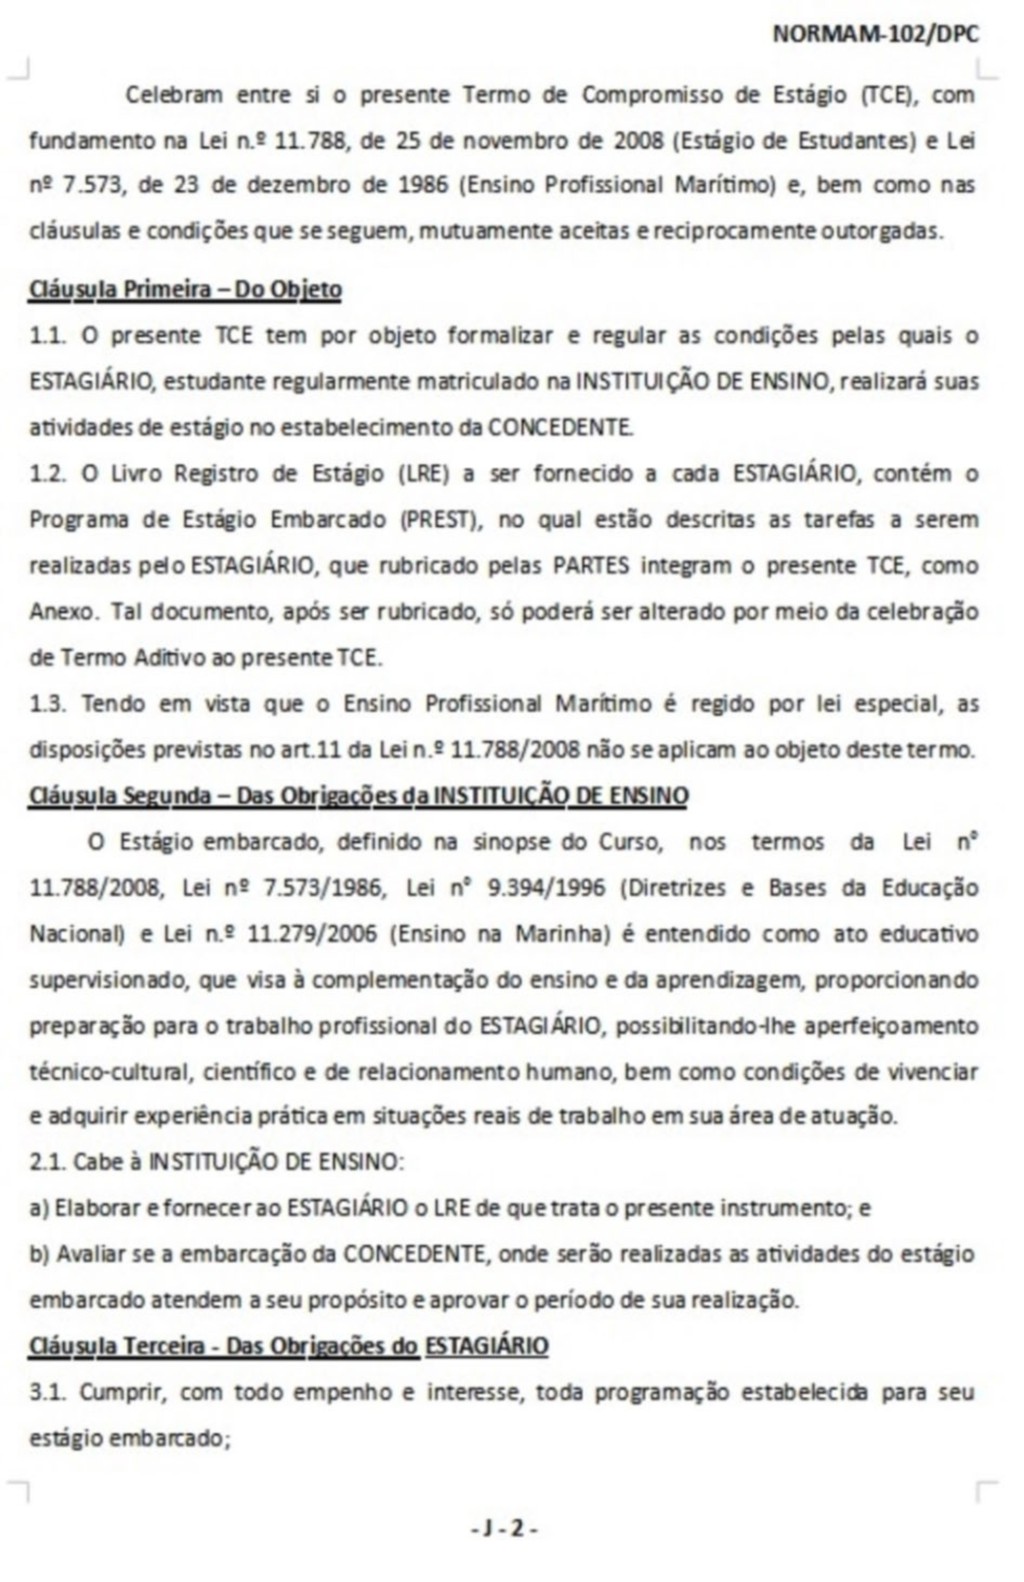 NORMAM-102/DPC
Celebram entre si o presente Termo de Compromisso de Estágio (TCE), com
fundamento na Lei n.º 11.788, de 25 de novembro de 2008 (Estágio de Estudantes) e Lei
nº 7.573, de 23 de dezembro de 1986 (Ensino Profissional Marítimo) e, bem como nas
cláusulas e condições que se seguem, mutuamente aceitas e reciprocamente outorgadas.
Cláusula Primeira – Do Objeto
1.1. O presente TCE tem por objeto formalizar e regular as condições pelas quais o
ESTAGIÁRIO, estudante regularmente matriculado na INSTITUIÇÃO DE ENSINO, realizará suas
atividades de estágio no estabelecimento da CONCEDENTE.
1.2. O Livro Registro de Estágio (LRE) a ser fornecido a cada ESTAGIÁRIO, contém o
Programa de Estágio Embarcado (PREST), no qual estão descritas as tarefas a serem
realizadas pelo ESTAGIÁRIO, que rubricado pelas PARTES integram o presente TCE, como
Anexo. Tal documento, após ser rubricado, só poderá ser alterado por meio da celebração
de Termo Aditivo ao presente TCE.
1.3. Tendo em vista que o Ensino Profissional Marítimo é regido por lei especial, as
disposições previstas no art.11 da Lei n.º 11.788/2008 não se aplicam ao objeto deste termo.
Cláusula Segunda – Das Obrigações da INSTITUIÇÃO DE ENSINO
O Estágio embarcado, definido na sinopse do Curso, nos termos da Lei n°
11.788/2008, Lei nº 7.573/1986, Lei n° 9.394/1996 (Diretrizes e Bases da Educação
Nacional) e Lei n.º 11.279/2006 (Ensino na Marinha) é entendido como ato educativo
supervisionado, que visa à complementação do ensino e da aprendizagem, proporcionando
preparação para o trabalho profissional do ESTAGIÁRIO, possibilitando-lhe aperfeiçoamento
técnico-cultural, científico e de relacionamento humano, bem como condições de vivenciar
e adquirir experiência prática em situações reais de trabalho em sua área de atuação.
2.1. Cabe à INSTITUIÇÃO DE ENSINO:
a) Elaborar e fornecer ao ESTAGIÁRIO o LRE de que trata o presente instrumento; e
b) Avaliar se a embarcação da CONCEDENTE, onde serão realizadas as atividades do estágio
embarcado atendem a seu propósito e aprovar o período de sua realização.
Cláusula Terceira - Das Obrigações do ESTAGIÁRIO
3.1. Cumprir, com todo empenho e interesse, toda programação estabelecida para seu
estágio embarcado;
- J - 2 -